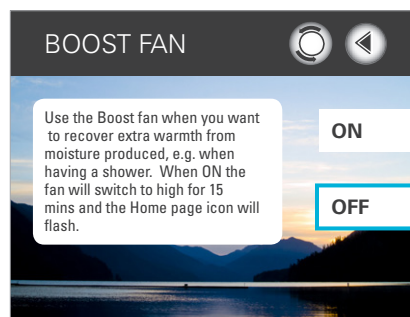 BOOST FAN
Use the Boost fan when you want
to recover extra warmth from
moisture produced, e.g. when
having a shower.  When ON the
fan will switch to high for 15
mins and the Home page icon will
flash.
ON
OFF